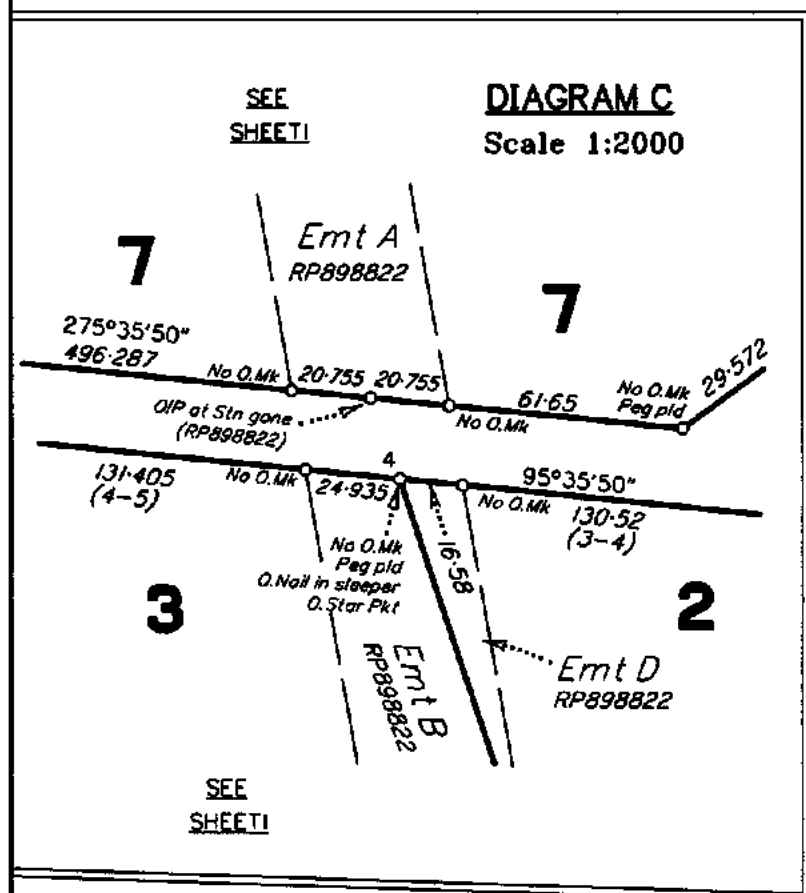 SEE
SHEET1
DIAGRAM C
Scale 1:2000
Emt A
RP898822
7
7
275°35'50"
496·287
No O.Mk
20·755
20·755
No O.Mk
61·65
No O.Mk
Peg pld
29·572
OIP at Stn gone
(RP898822)
131·405
(4-5)
No O.Mk
24·935
4
No O.Mk
Peg pld
O.Nail in sleeper
O.Star Pkt
16·58
No O.Mk
95°35'50"
130·52
(3-4)
3
2
Emt B
RP898822
Emt D
RP898822
SEE
SHEET1